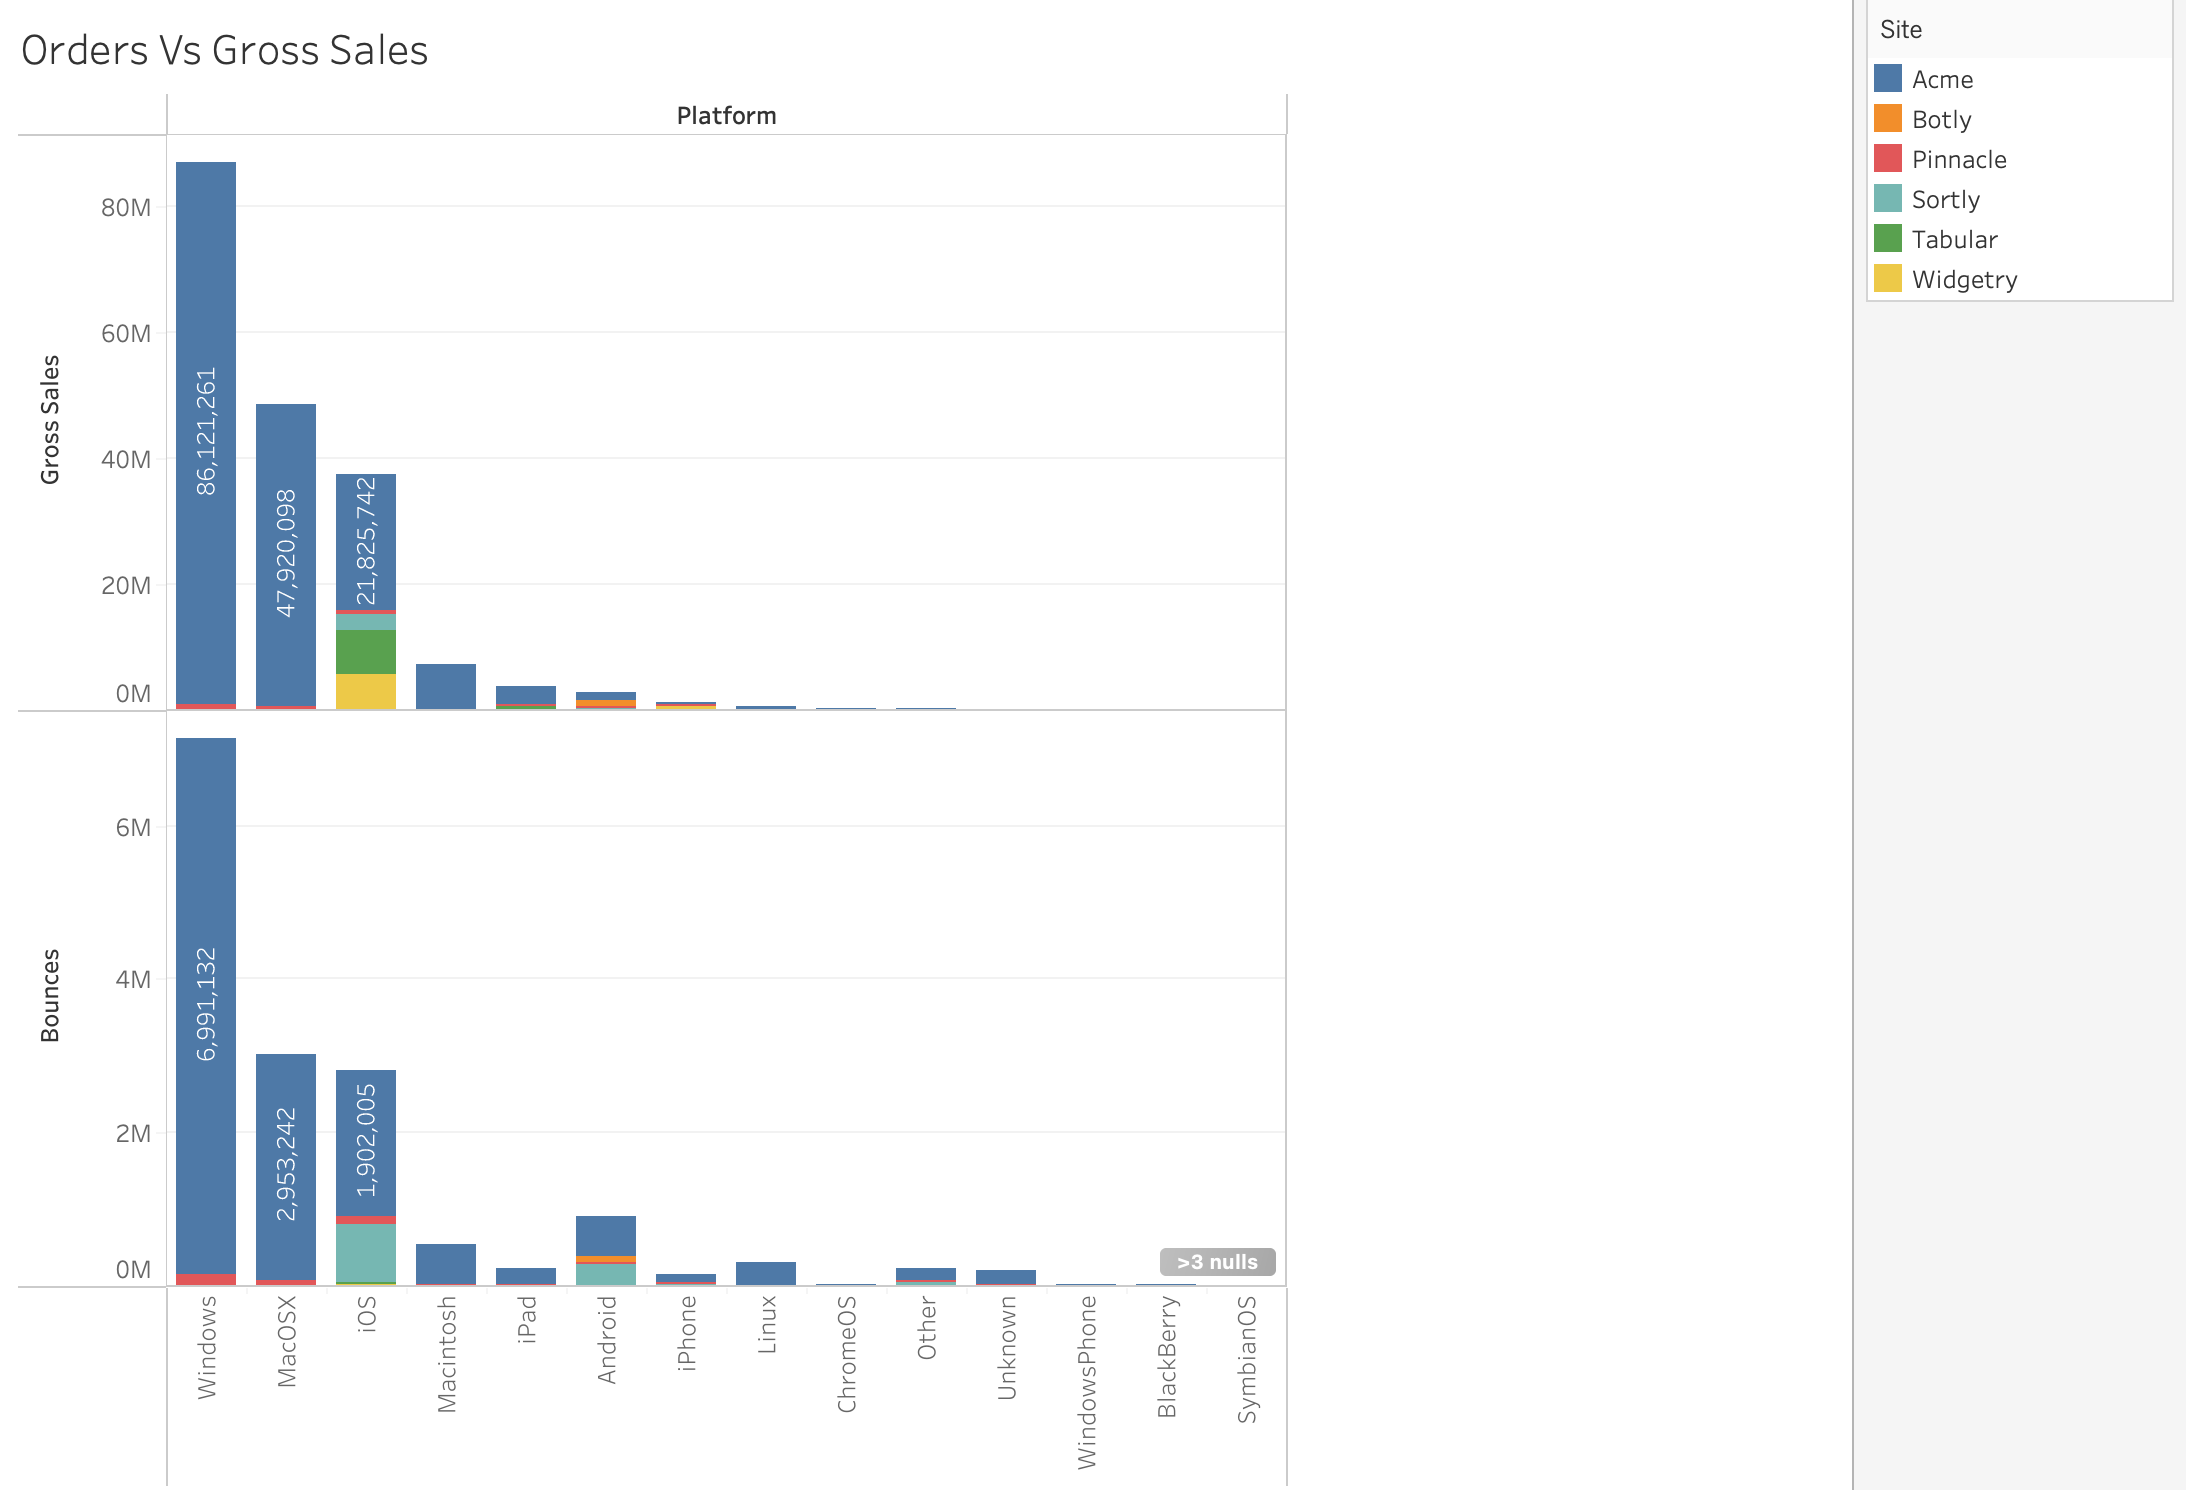 Orders Vs Gross Sales
Platform
Gross Sales
80M
60M
40M
20M
0M
86,121,261
47,920,098
21,825,742
Bounces
6M
4M
2M
0M
6,991,132
2,953,242
1,902,005
>3 nulls
Windows
MacOSX
iOS
Macintosh
iPad
Android
iPhone
Linux
ChromeOS
Other
Unknown
WindowsPhone
BlackBerry
SymbianOS
Site
Acme
Botly
Pinnacle
Sortly
Tabular
Widgetry